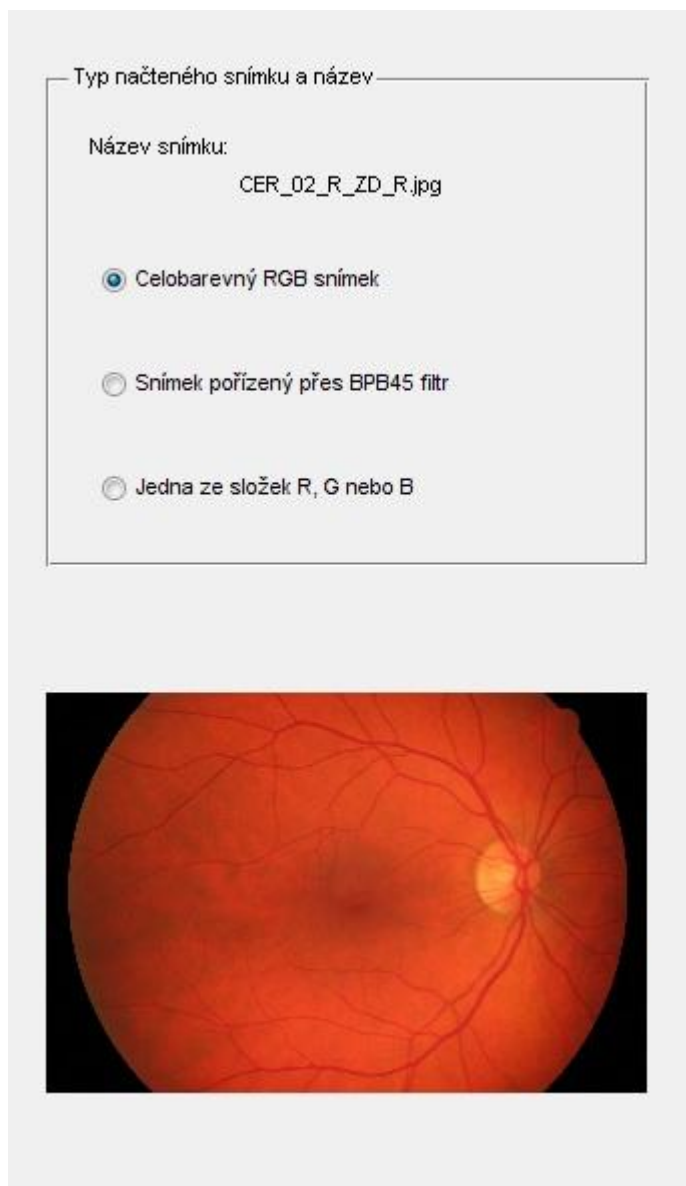 Typ načteného snímku a název
Název snímku:
CER_02_R_ZD_R.jpg
Celobarevný RGB snímek
Snímek pořízený přes BPB45 filtr
Jedna ze složek R, G nebo B